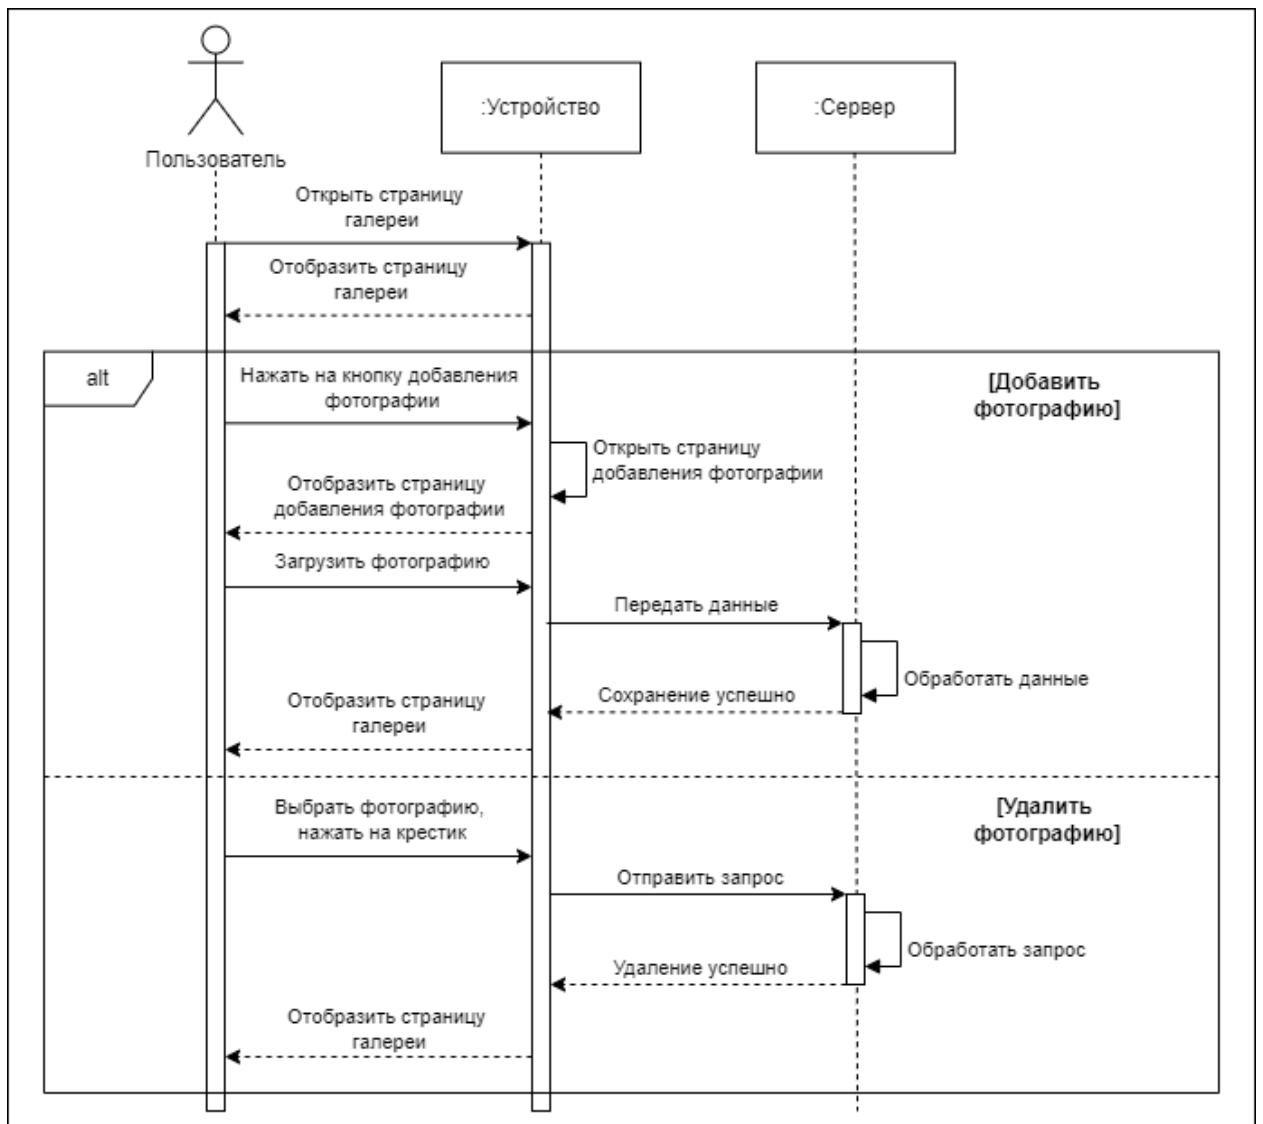 :Устройство
:Сервер
Пользователь
Открыть страницу
галереи
Отобразить страницу
галереи
alt
Нажать на кнопку добавления
фотографии
[Добавить
фотографию]
Открыть страницу
добавления фотографии
Отобразить страницу
добавления фотографии
Загрузить фотографию
Передать данные
Обработать данные
Сохранение успешно
Отобразить страницу
галереи
Выбрать фотографию,
нажать на крестик
[Удалить
фотографию]
Отправить запрос
Обработать запрос
Удаление успешно
Отобразить страницу
галереи